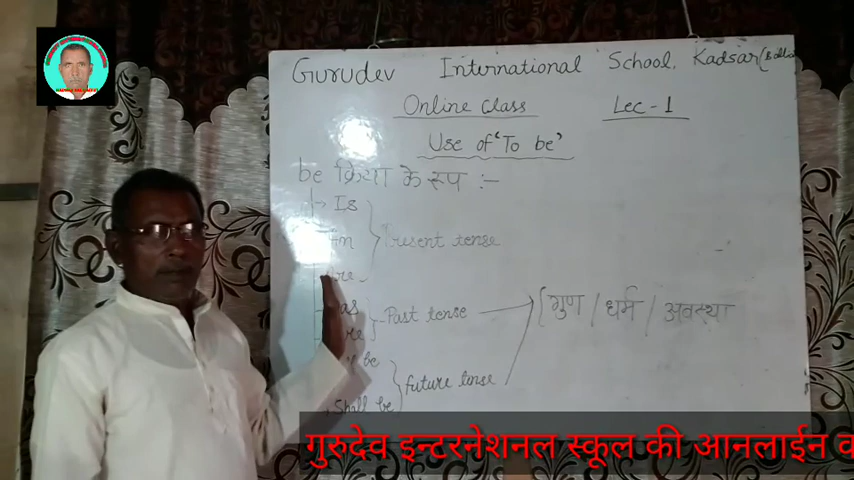 Gurudev International School, Kadsar
Online Class Lec-1
Use of 'To be'
be क्रिया के रूप :-
Is
Present tense
Past tense
(गुण / धर्म / अवस्था
be
future tense
Shall be
गुरुदेव इन्टरनेशनल स्कूल की आनलाईन